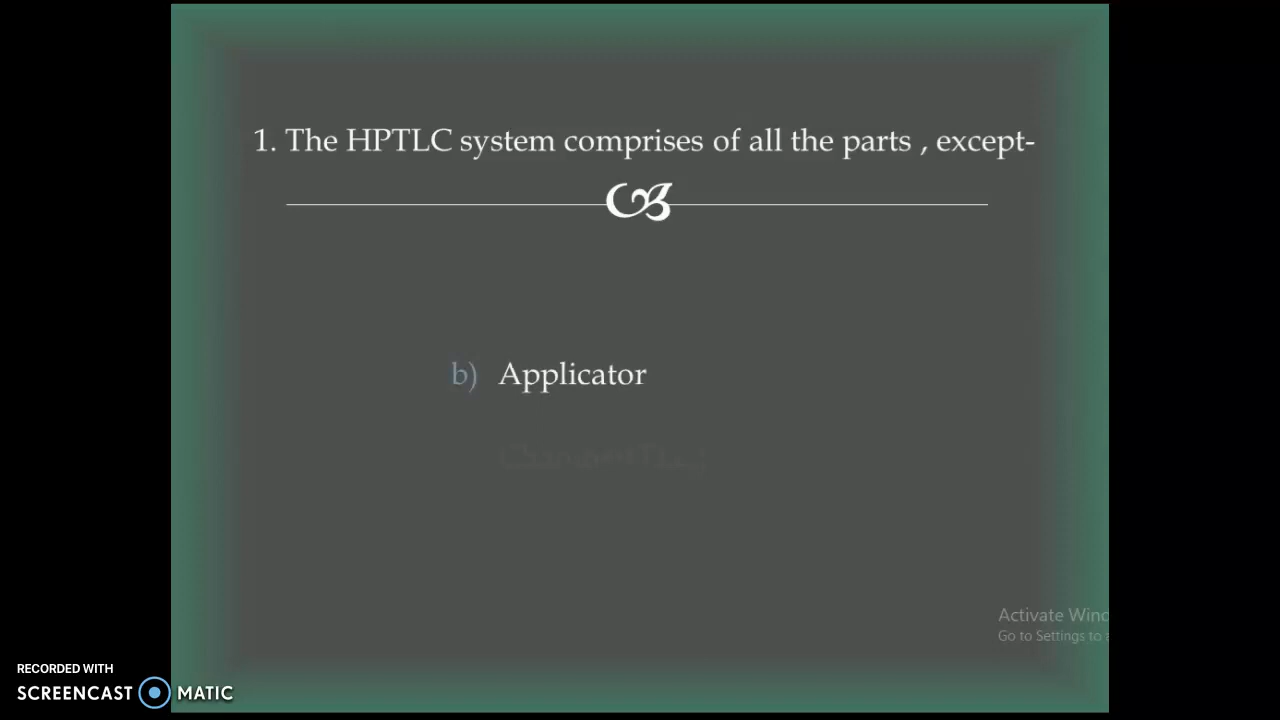 1. The HPTLC system comprises of all the parts , except-
b) Applicator
Activate Wind
Go to Settings to a
RECORDED WITH
SCREENCAST MATIC